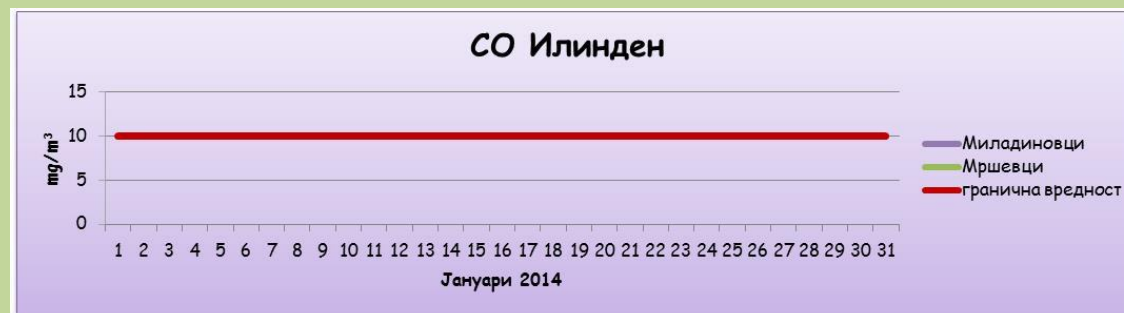 CO Илинден
15
10
5
0
mg/m³
1 2 3 4 5 6 7 8 9 10 11 12 13 14 15 16 17 18 19 20 21 22 23 24 25 26 27 28 29 30 31
Јануари 2014
Миладиновци
Мршевци
гранична вредност